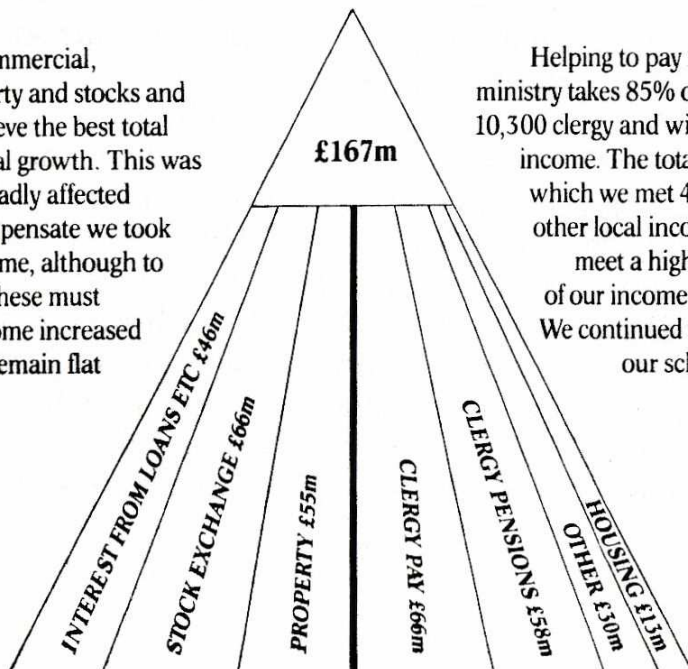 mmercial,
rty and stocks and
eve the best total
al growth. This was
adly affected
pensate we took
me, although to
hese must
ome increased
emain flat
£167m
Helping to pay
ministry takes 85% o
10,300 clergy and wi
income. The tota
which we met 4
other local inco
meet a high
of our income
We continued
our sc
INTEREST FROM LOANS ETC £46m
STOCK EXCHANGE £66m
PROPERTY £55m
CLERGY PAY £66m
CLERGY PENSIONS £58m
OTHER £30m
HOUSING £13m